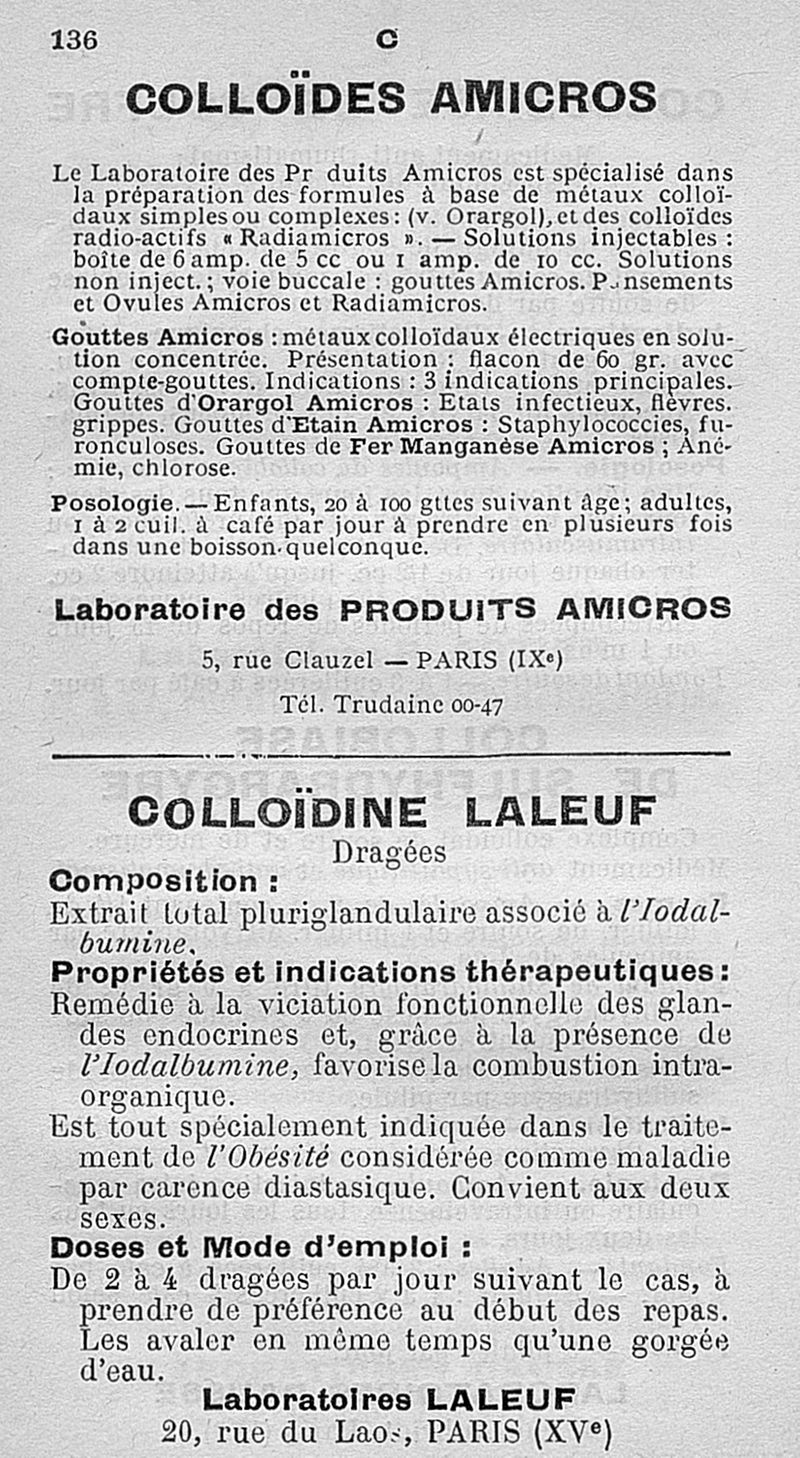 136
C
COLLOÏDES AMICROS
Le Laboratoire des Pr duits Amicros est spécialisé dans
la préparation des formules à base de métaux colloï-
daux simples ou complexes: (v. Orargol), et des colloïdes
radio-actifs « Radiamicros ». — Solutions injectables :
boîte de 6 amp. de 5 cc ou 1 amp. de 10 cc. Solutions
non inject. ; voie buccale : gouttes Amicros. P nsements
et Ovules Amicros et Radiamicros.
Gouttes Amicros : métaux colloïdaux électriques en solu-
tion concentrée. Présentation : flacon de 60 gr. avec
compte-gouttes. Indications : 3 indications principales.
Gouttes d'Orargol Amicros : Etats infectieux, fièvres.
grippes. Gouttes d'Etain Amicros : Staphylococcies, fu-
ronculoses. Gouttes de Fer Manganèse Amicros ; Ané-
mie, chlorose.
Posologie. — Enfants, 20 à 100 gttes suivant âge; adultes,
1 à 2 cuil. à café par jour à prendre en plusieurs fois
dans une boisson quelconque.
Laboratoire des PRODUITS AMICROS
5, rue Clauzel — PARIS (IXe)
Tél. Trudaine 00-47
COLLOÏDINE LALEUF
Dragées
Composition :
Extrait total pluriglandulaire associé à l'Iodal-
bumine.
Propriétés et indications thérapeutiques :
Remédie à la viciation fonctionnelle des glan-
des endocrines et, grâce à la présence de
l'Iodalbumine, favorise la combustion intra-
organique.
Est tout spécialement indiquée dans le traite-
ment de l'Obésité considérée comme maladie
par carence diastasique. Convient aux deux
sexes.
Doses et Mode d'emploi :
De 2 à 4 dragées par jour suivant le cas, à
prendre de préférence au début des repas.
Les avaler en même temps qu'une gorgée
d'eau.
Laboratoires LALEUF
20, rue du Laos, PARIS (XVe)